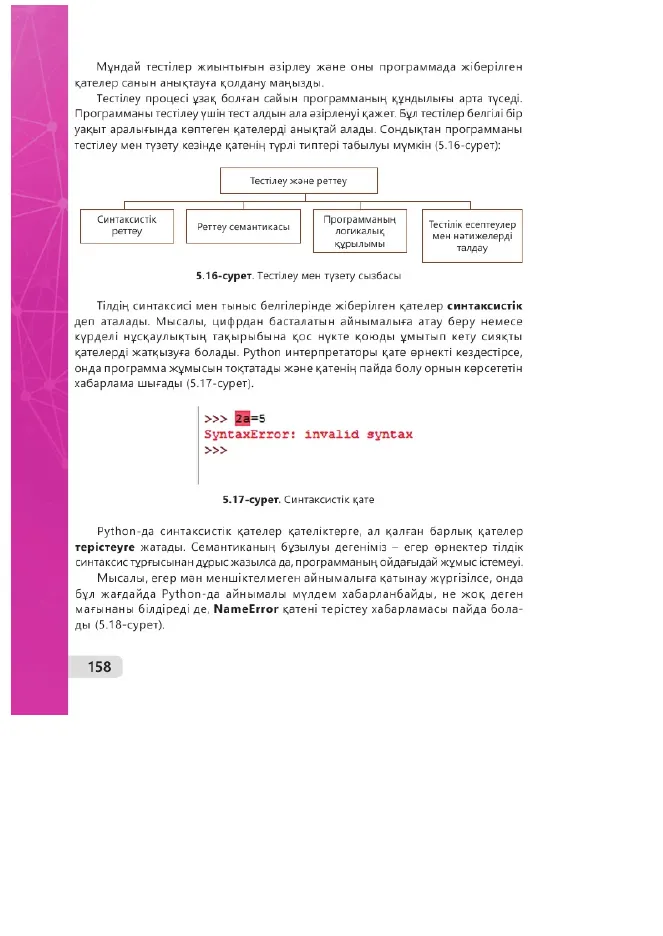 Мұндай тестілер жиынтығын әзірлеу және оны программада жіберілген
қателер санын анықтауға қолдану маңызды.
Тестілеу процесі ұзақ болған сайын программаның құндылығы арта түседі.
Программаны тестілеу үшін тест алдын ала әзірленуі қажет. Бұл тестілер белгілі бір
уақыт аралығында көптеген қателерді анықтай алады. Сондықтан программаны
тестілеу мен түзету кезінде қатенің түрлі типтері табылуы мүмкін (5.16-сурет):
Тестілеу және реттеу
Синтаксистік
реттеу
Реттеу семантикасы
Программаның
логикалық
құрылымы
Тестілік есептеулер
мен нәтижелерді
талдау
5.16-сурет. Тестілеу мен түзету сызбасы
Тілдің синтаксисі мен тыныс белгілерінде жіберілген қателер синтаксистік
деп аталады. Мысалы, цифрдан басталатын айнымалыға атау беру немесе
күрделі нұсқаулықтың тақырыбына қос нүкте қоюды ұмытып кету сияқты
қателерді жатқызуға болады. Python интерпретаторы қате өрнекті кездестірсе,
онда программа жұмысын тоқтатады және қатенің пайда болу орнын көрсететін
хабарлама шығады (5.17-сурет).
>>> 2a=5
SyntaxError: invalid syntax
>>>
5.17-сурет. Синтаксистік қате
Python-да синтаксистік қателер қателіктерге, ал қалған барлық қателер
терістеуге жатады. Семантиканың бұзылуы дегеніміз – егер өрнектер тілдік
синтаксис тұрғысынан дұрыс жазылса да, программаның ойдағыдай жұмыс істемеуі.
Мысалы, егер мән меншіктелмеген айнымалыға қатынау жүргізілсе, онда
бұл жағдайда Python-да айнымалы мүлдем хабарланбайды, не жоқ деген
мағынаны білдіреді де, NameError қатені терістеу хабарламасы пайда бола-
ды (5.18-сурет).
158